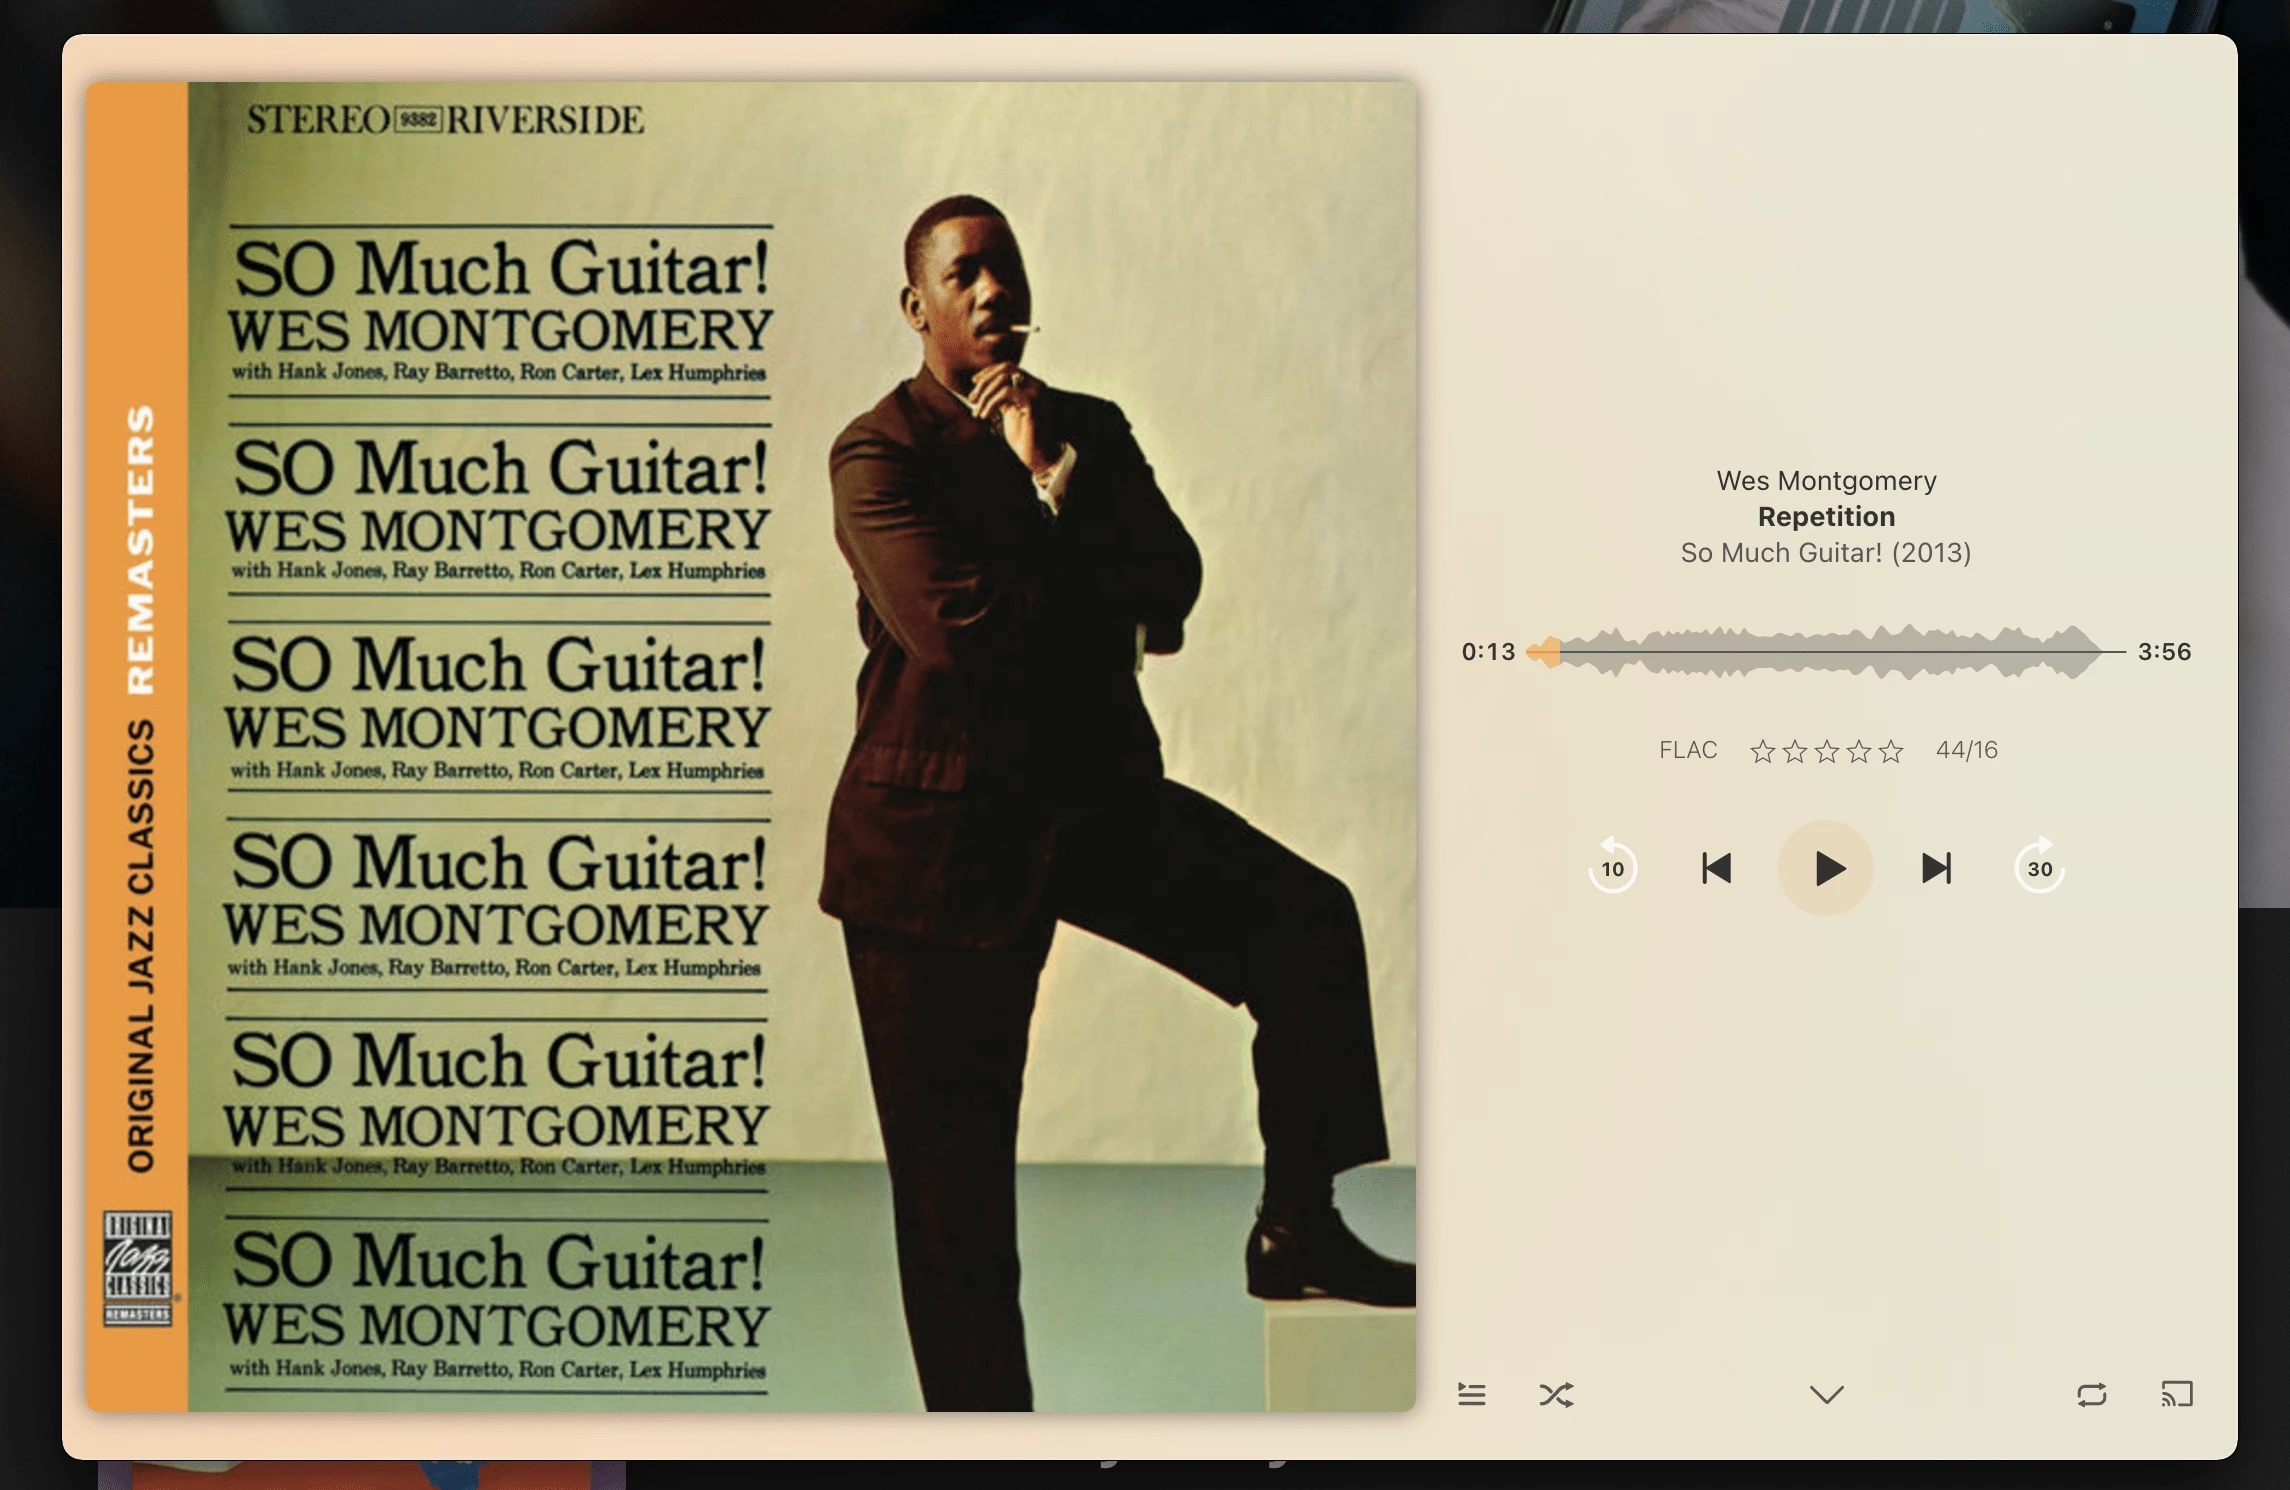 STEREO 9382 RIVERSIDE
SO Much Guitar!
WES MONTGOMERY
with Hank Jones, Ray Barretto, Ron Carter, Lex Humphries
SO Much Guitar!
WES MONTGOMERY
with Hank Jones, Ray Barretto, Ron Carter, Lex Humphries
SO Much Guitar!
WES MONTGOMERY
with Hank Jones, Ray Barretto, Ron Carter, Lex Humphries
SO Much Guitar!
WES MONTGOMERY
with Hank Jones, Ray Barretto, Ron Carter, Lex Humphries
SO Much Guitar!
WES MONTGOMERY
with Hank Jones, Ray Barretto, Ron Carter, Lex Humphries
SO Much Guitar!
WES MONTGOMERY
with Hank Jones, Ray Barretto, Ron Carter, Lex Humphries
ORIGINAL JAZZ CLASSICS REMASTERS
ORIGINAL
Jazz
CLASSICS
REMASTERS
Wes Montgomery
Repetition
So Much Guitar! (2013)
0:13 3:56
FLAC 44/16
10 30